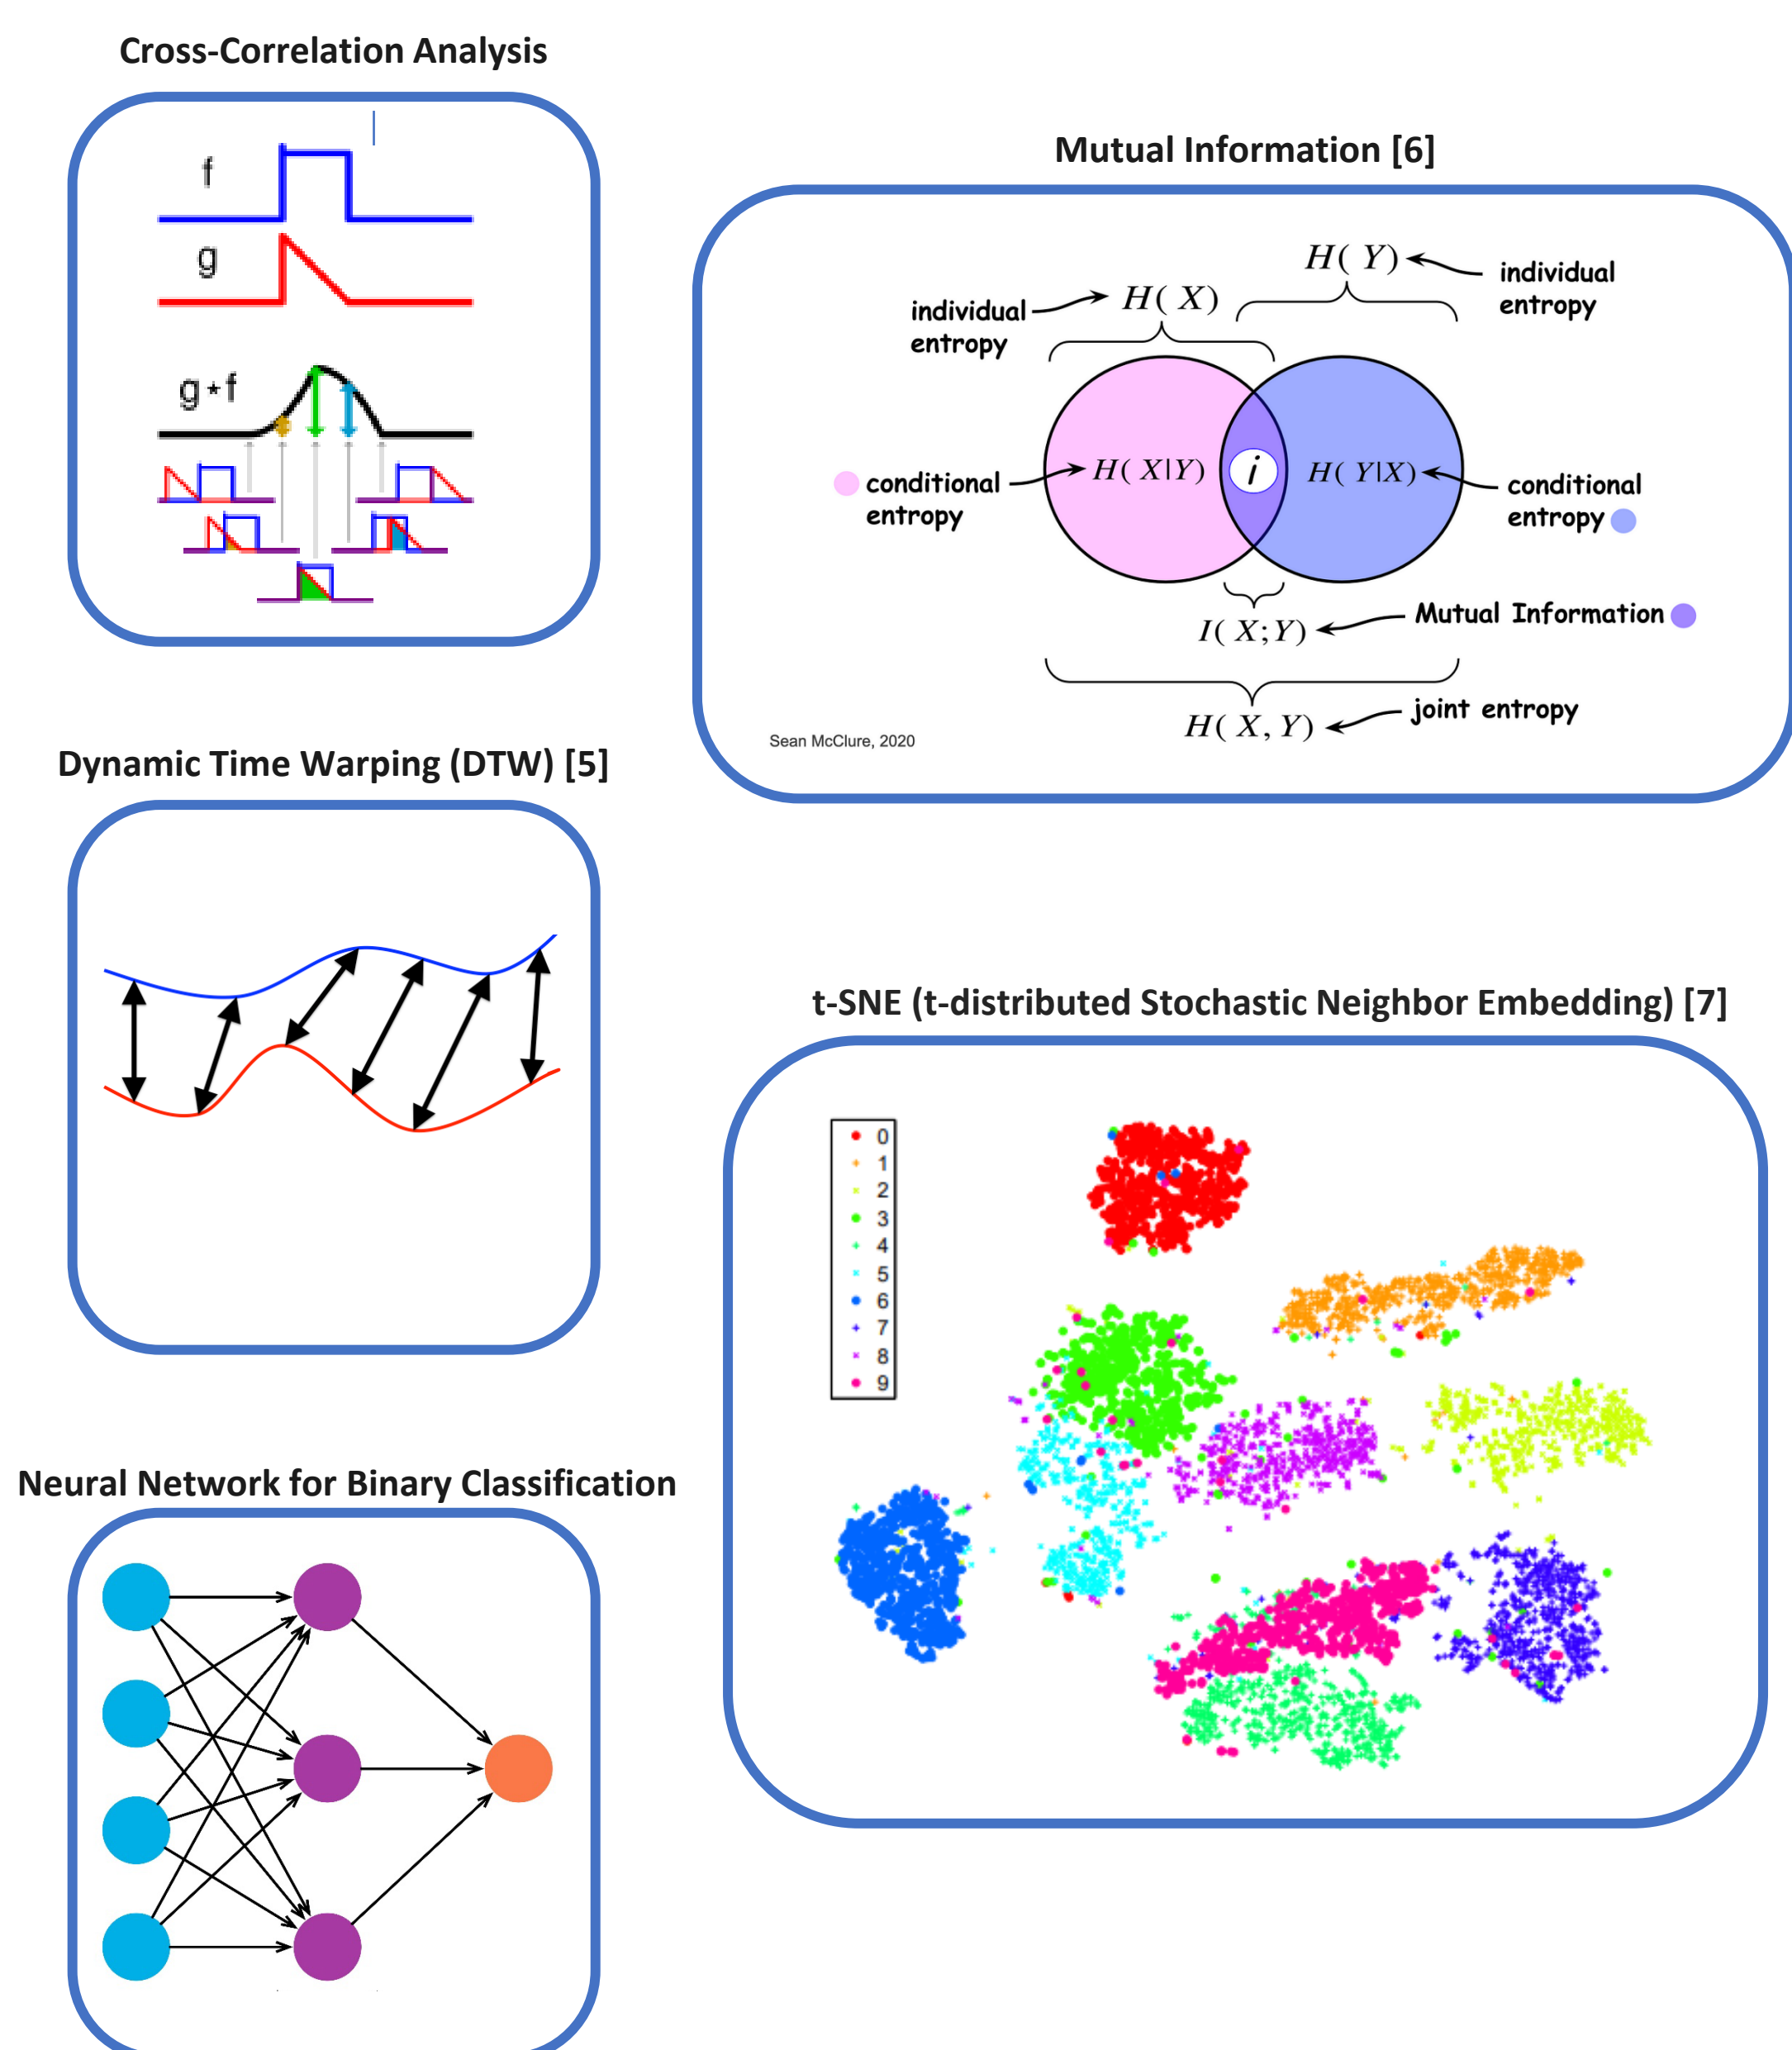 Cross-Correlation Analysis
f
g
g⋆f
Mutual Information [6]
H( Y)
individual
entropy
individual
entropy
H( X)
conditional
entropy
H( X|Y)
i
H( Y|X)
conditional
entropy
I( X;Y)
Mutual Information
H( X, Y)
joint entropy
Sean McClure, 2020
Dynamic Time Warping (DTW) [5]
t-SNE (t-distributed Stochastic Neighbor Embedding) [7]
0
1
2
3
4
5
6
7
8
9
Neural Network for Binary Classification